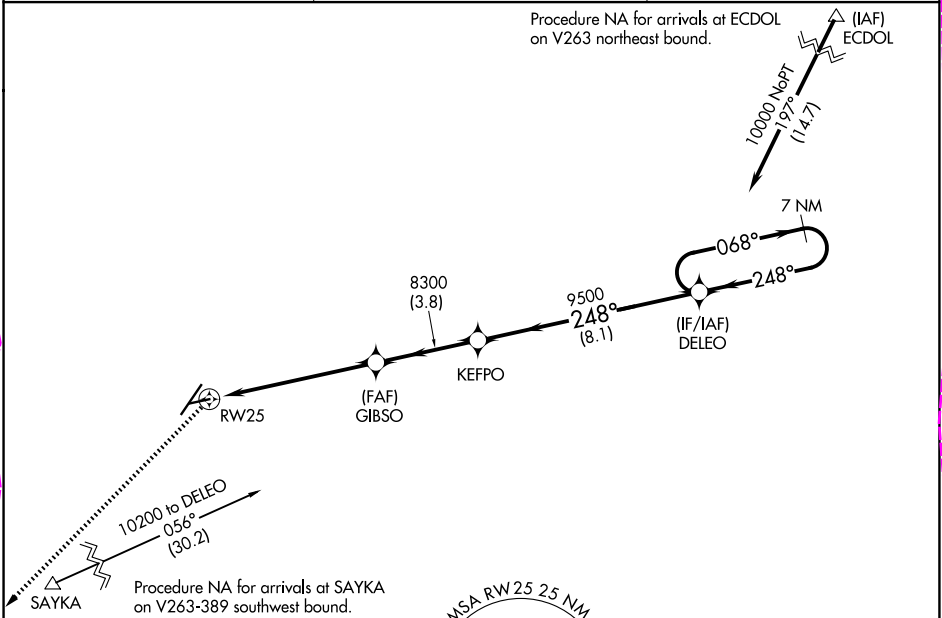 Procedure NA for arrivals at ECDOL
on V263 northeast bound.
(IAF)
ECDOL
10000 NoPT
197°
(14.7)
7 NM
068°
248°
8300
(3.8)
9500
248°
(8.1)
(IF/IAF)
DELEO
KEFPO
(FAF)
GIBSO
RW25
10200 to DELEO
056°
(30.2)
SAYKA
Procedure NA for arrivals at SAYKA
on V263-389 southwest bound.
MSA RW25 25 NM